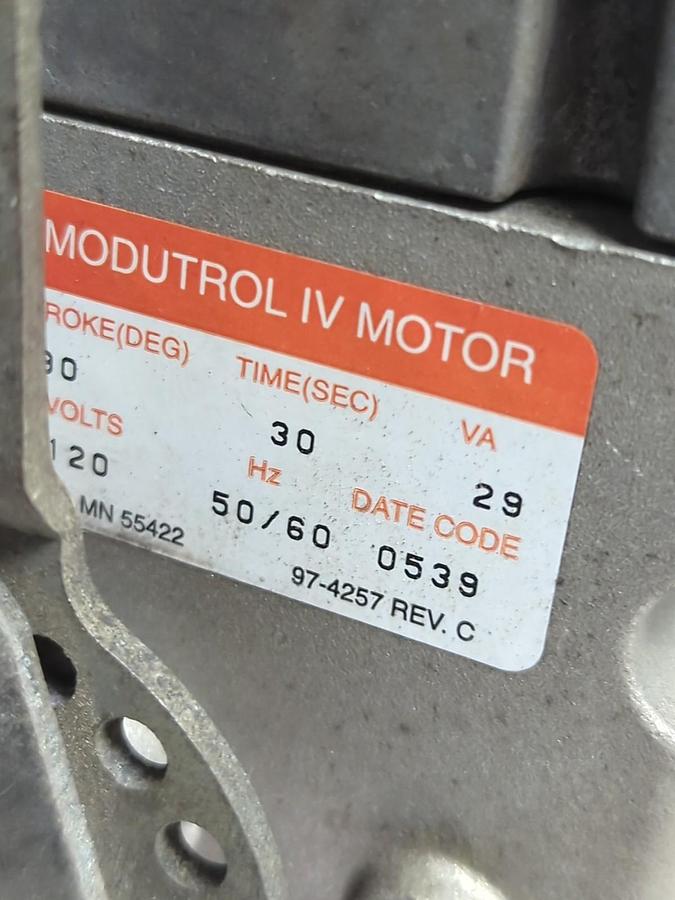 MODUTROL IV MOTOR
ROKE(DEG) TIME(SEC) VA
90 30 29
VOLTS Hz DATE CODE
120 50/60 0539
MN 55422
97-4257 REV. C